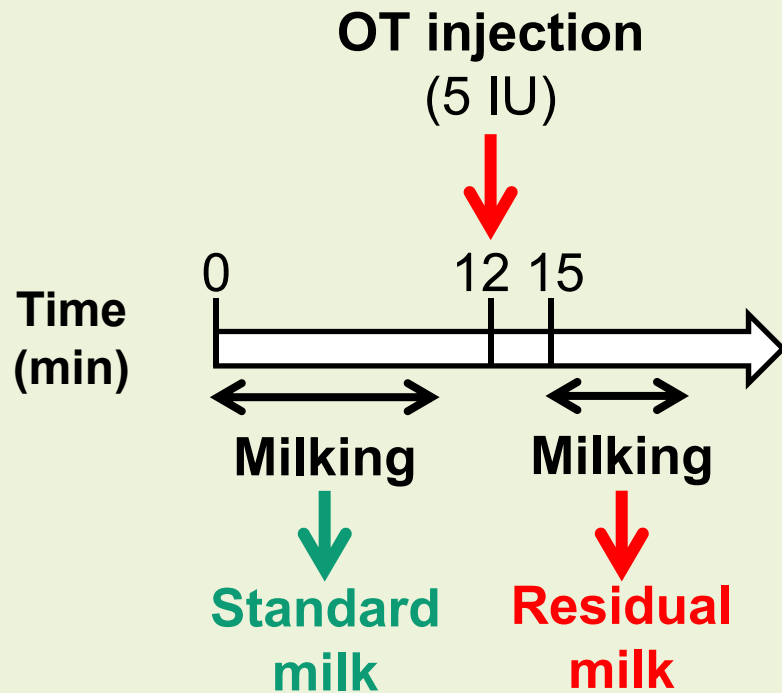 OT injection
(5 IU)
0 12 15
Time
(min)
Milking Milking
Standard Residual
milk milk